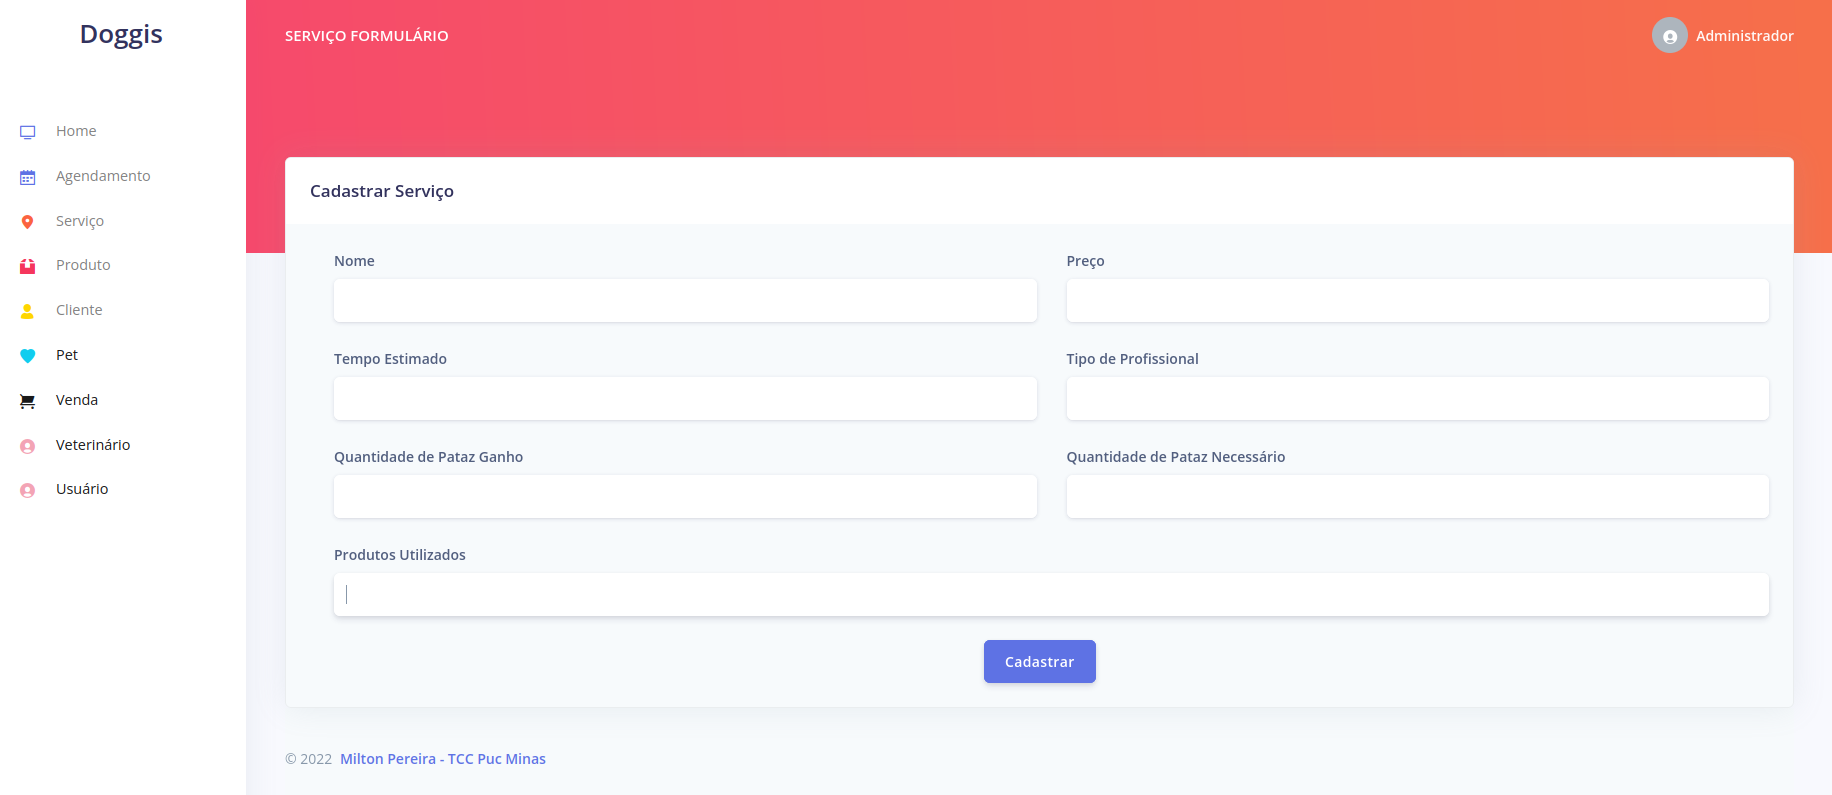 Doggis
SERVIÇO FORMULÁRIO
Administrador
Home
Agendamento
Serviço
Produto
Cliente
Pet
Venda
Veterinário
Usuário
Cadastrar Serviço
Nome
Preço
Tempo Estimado
Tipo de Profissional
Quantidade de Pataz Ganho
Quantidade de Pataz Necessário
Produtos Utilizados
Cadastrar
© 2022 Milton Pereira - TCC Puc Minas